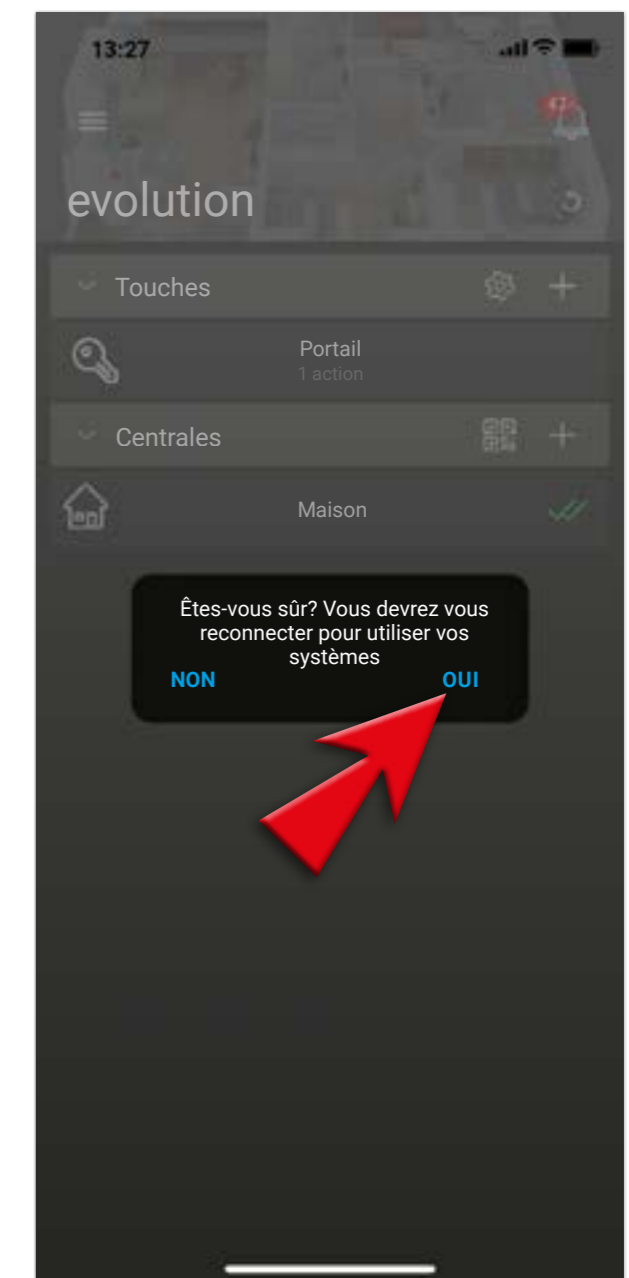 13:27
47
evolution
Touches
Portail
1 action
Centrales
Maison
Êtes-vous sûr? Vous devrez vous
reconnecter pour utiliser vos
systèmes
NON OUI